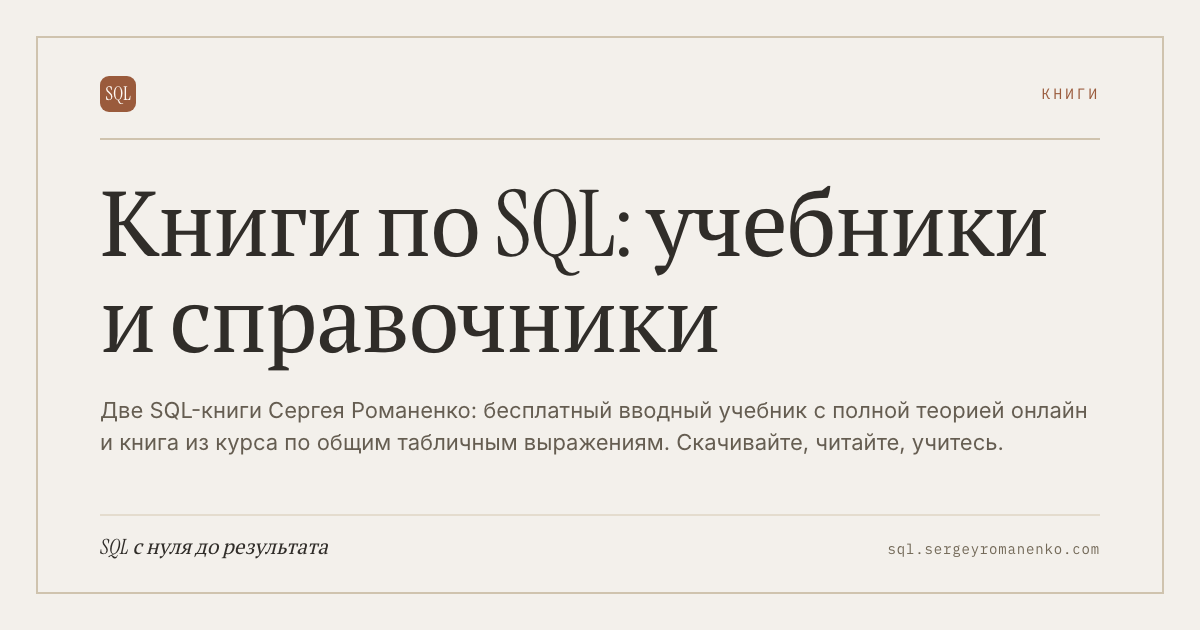 SQL
КНИГИ
Книги по SQL: учебники
и справочники
Две SQL-книги Сергея Романенко: бесплатный вводный учебник с полной теорией онлайн
и книга из курса по общим табличным выражениям. Скачивайте, читайте, учитесь.
SQL с нуля до результата
sql.sergeyromanenko.com